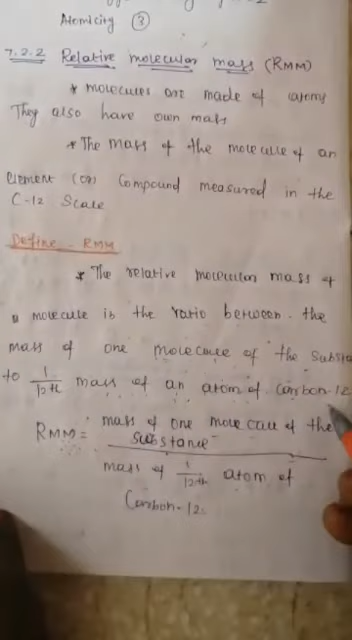 Atomicity ③
7.2.2 Relative molecular mass (RMM)
* molecules are made of atoms
They also have own mass
* The mass of the molecule of an
element (or) compound measured in the
C-12 Scale
Define - RMM
* The relative molecular mass of
a molecule is the ratio between the
mass of one molecule of the substa
to 1/12th mass of an atom of Carbon-12
RMM = mass of one molecule of the
substance
mass of 1/12th atom of
Carbon-12.